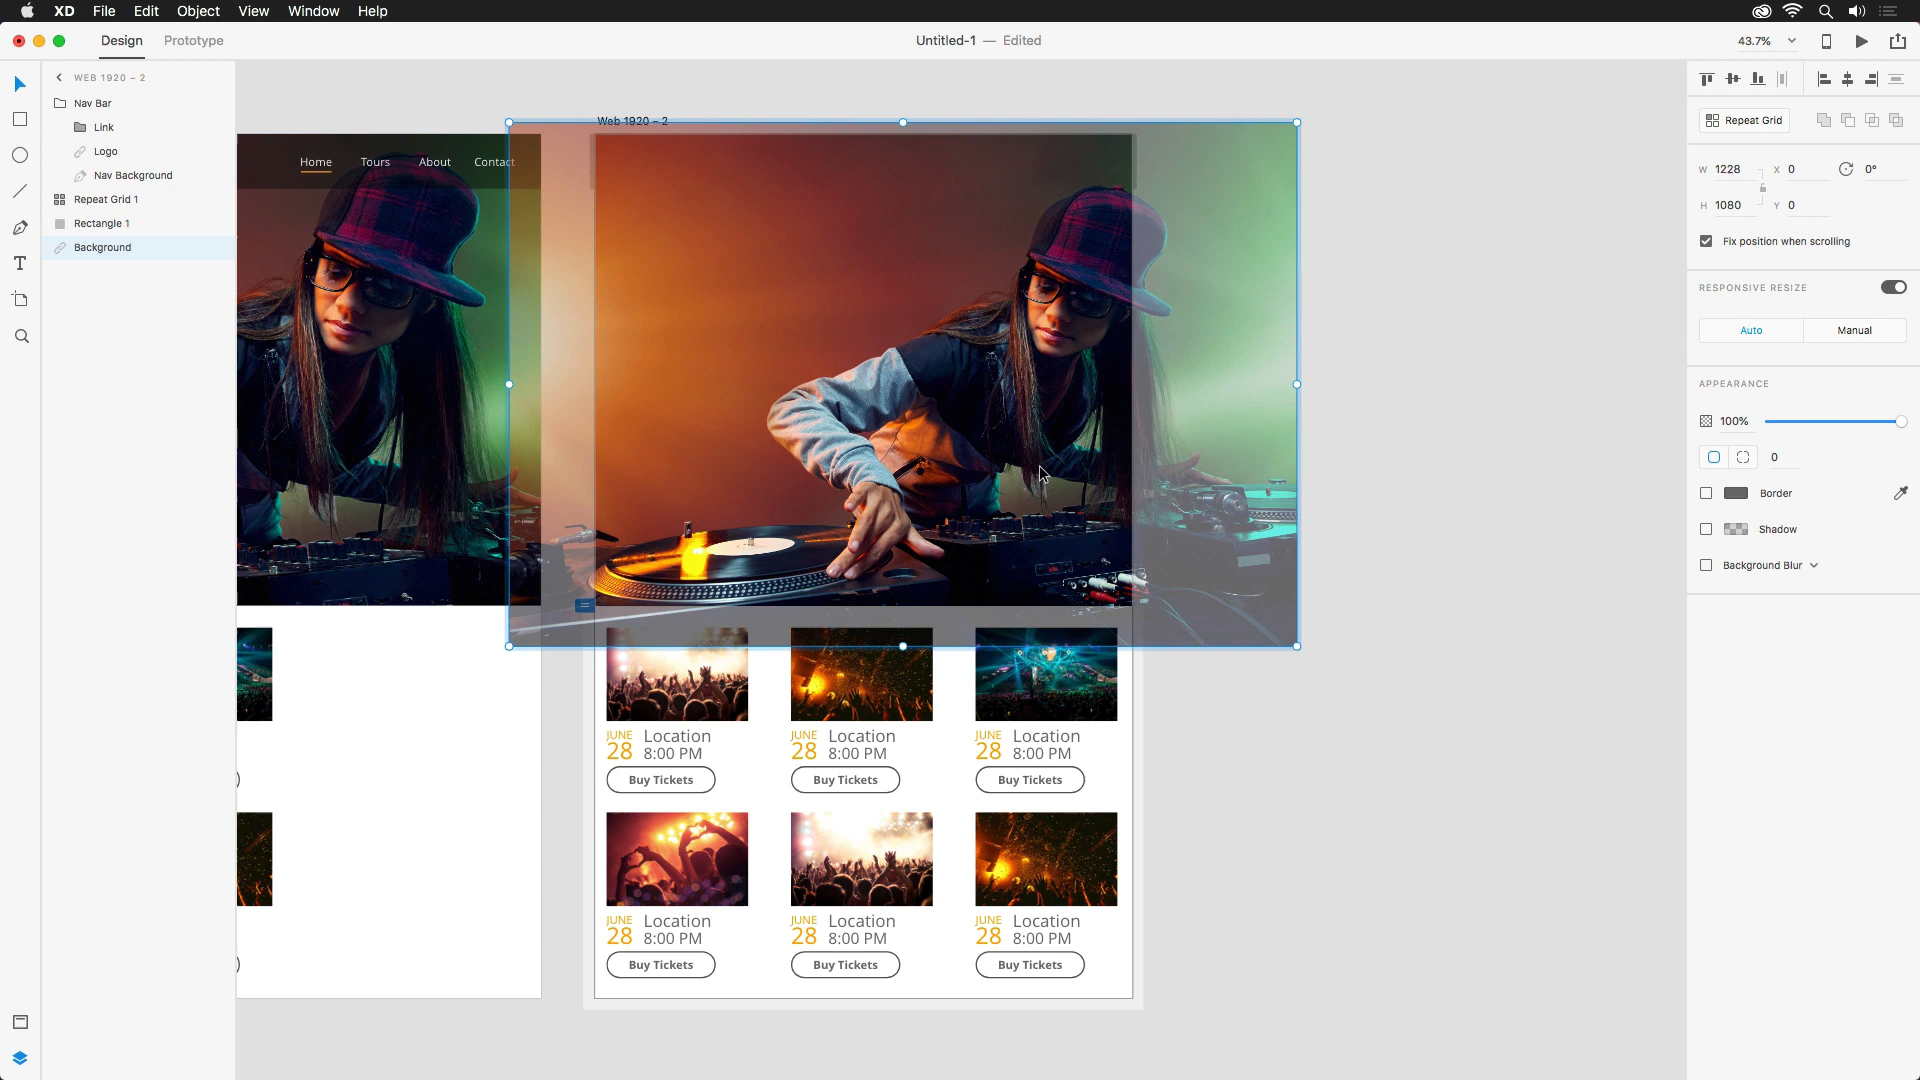 XD File Edit Object View Window Help
Design Prototype
Untitled-1 — Edited
43.7%
WEB 1920 – 2
Nav Bar
Link
Logo
Nav Background
Repeat Grid 1
Rectangle 1
Background
Web 1920 – 2
Home Tours About Contact
JUNE 28 Location 8:00 PM
Buy Tickets
JUNE 28 Location 8:00 PM
Buy Tickets
JUNE 28 Location 8:00 PM
Buy Tickets
JUNE 28 Location 8:00 PM
Buy Tickets
JUNE 28 Location 8:00 PM
Buy Tickets
JUNE 28 Location 8:00 PM
Buy Tickets
Repeat Grid
W 1228 X 0 0°
H 1080 Y 0
Fix position when scrolling
RESPONSIVE RESIZE
Auto Manual
APPEARANCE
100%
0
Border
Shadow
Background Blur